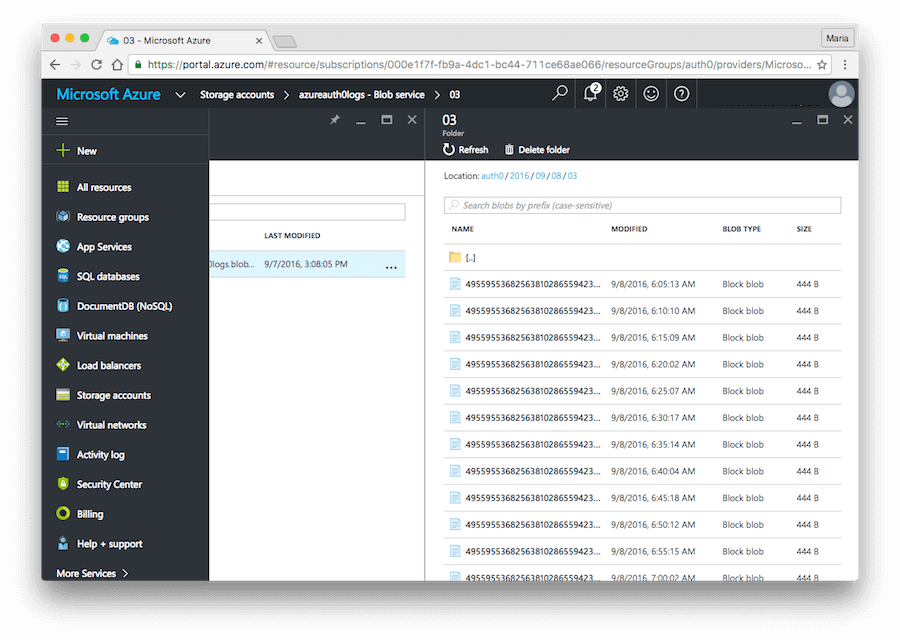 03 - Microsoft Azure
Maria
https://portal.azure.com/#resource/subscriptions/000e1f7f-fb9a-4dc1-bc44-711ce68ae066/resourceGroups/auth0/providers/Microso...
Microsoft Azure Storage accounts > azureauth0logs - Blob service > 03
2
New
All resources
Resource groups
App Services
SQL databases
DocumentDB (NoSQL)
Virtual machines
Load balancers
Storage accounts
Virtual networks
Activity log
Security Center
Billing
Help + support
More Services >
LAST MODIFIED
0logs.blob... 9/7/2016, 3:08:05 PM ...
03
Folder
Refresh Delete folder
Location: auth0 / 2016 / 09 / 08 / 03
Search blobs by prefix (case-sensitive)
NAME MODIFIED BLOB TYPE SIZE
[..]
49559553682563810286559423... 9/8/2016, 6:05:13 AM Block blob 444 B
49559553682563810286559423... 9/8/2016, 6:10:10 AM Block blob 444 B
49559553682563810286559423... 9/8/2016, 6:15:09 AM Block blob 444 B
49559553682563810286559423... 9/8/2016, 6:20:02 AM Block blob 444 B
49559553682563810286559423... 9/8/2016, 6:25:07 AM Block blob 444 B
49559553682563810286559423... 9/8/2016, 6:30:17 AM Block blob 444 B
49559553682563810286559423... 9/8/2016, 6:35:14 AM Block blob 444 B
49559553682563810286559423... 9/8/2016, 6:40:04 AM Block blob 444 B
49559553682563810286559423... 9/8/2016, 6:45:18 AM Block blob 444 B
49559553682563810286559423... 9/8/2016, 6:50:12 AM Block blob 444 B
49559553682563810286559423... 9/8/2016, 6:55:15 AM Block blob 444 B
49559553682563810286559423... 9/8/2016, 7:00:02 AM Block blob 444 B